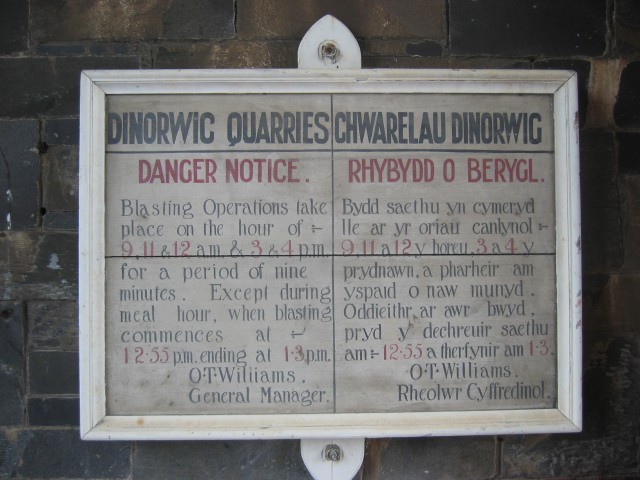 DINORWIC QUARRIES
DANGER NOTICE.
Blasting Operations take
place on the hour of :-
9, 11 & 12 a.m. & 3 & 4 p.m.
for a period of nine
minutes. Except during
meal hour, when blasting
commences at :-
12·55 p.m. ending at 1·3 p.m.
O.T. Williams.
General Manager.
CHWARELAU DINORWIG
RHYBYDD O BERYGL.
Bydd saethu yn cymeryd
lle ar yr oriau canlynol :-
9, 11 a 12 y boreu, 3 a 4 y
prydnawn, a pharheir am
yspaid o naw munyd.
Oddieithr, ar awr bwyd,
pryd y dechreuir saethu
am :- 12·55 a therfynir am 1·3.
O.T. Williams.
Rheolwr Cyffredinol.